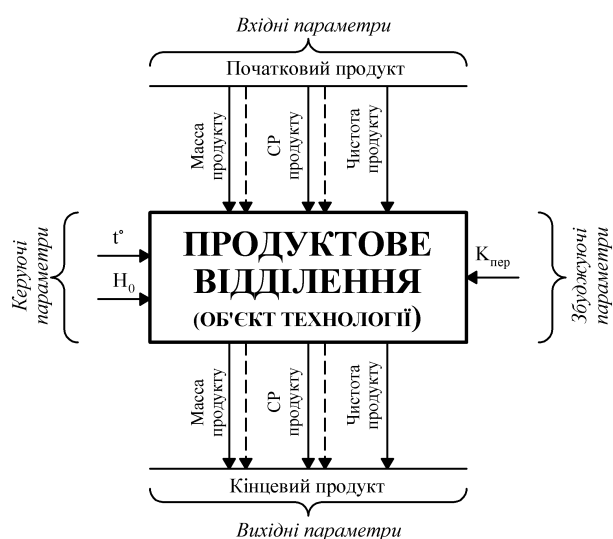 Вхідні параметри
Початковий продукт
Масса
продукту
СР
продукту
Чистота
продукту
Керуючі
параметри
t°
H₀
ПРОДУКТОВЕ
ВІДДІЛЕННЯ
(ОБ'ЄКТ ТЕХНОЛОГІЇ)
Kпер
Збуджуючі
параметри
Масса
продукту
СР
продукту
Чистота
продукту
Кінцевий продукт
Вихідні параметри